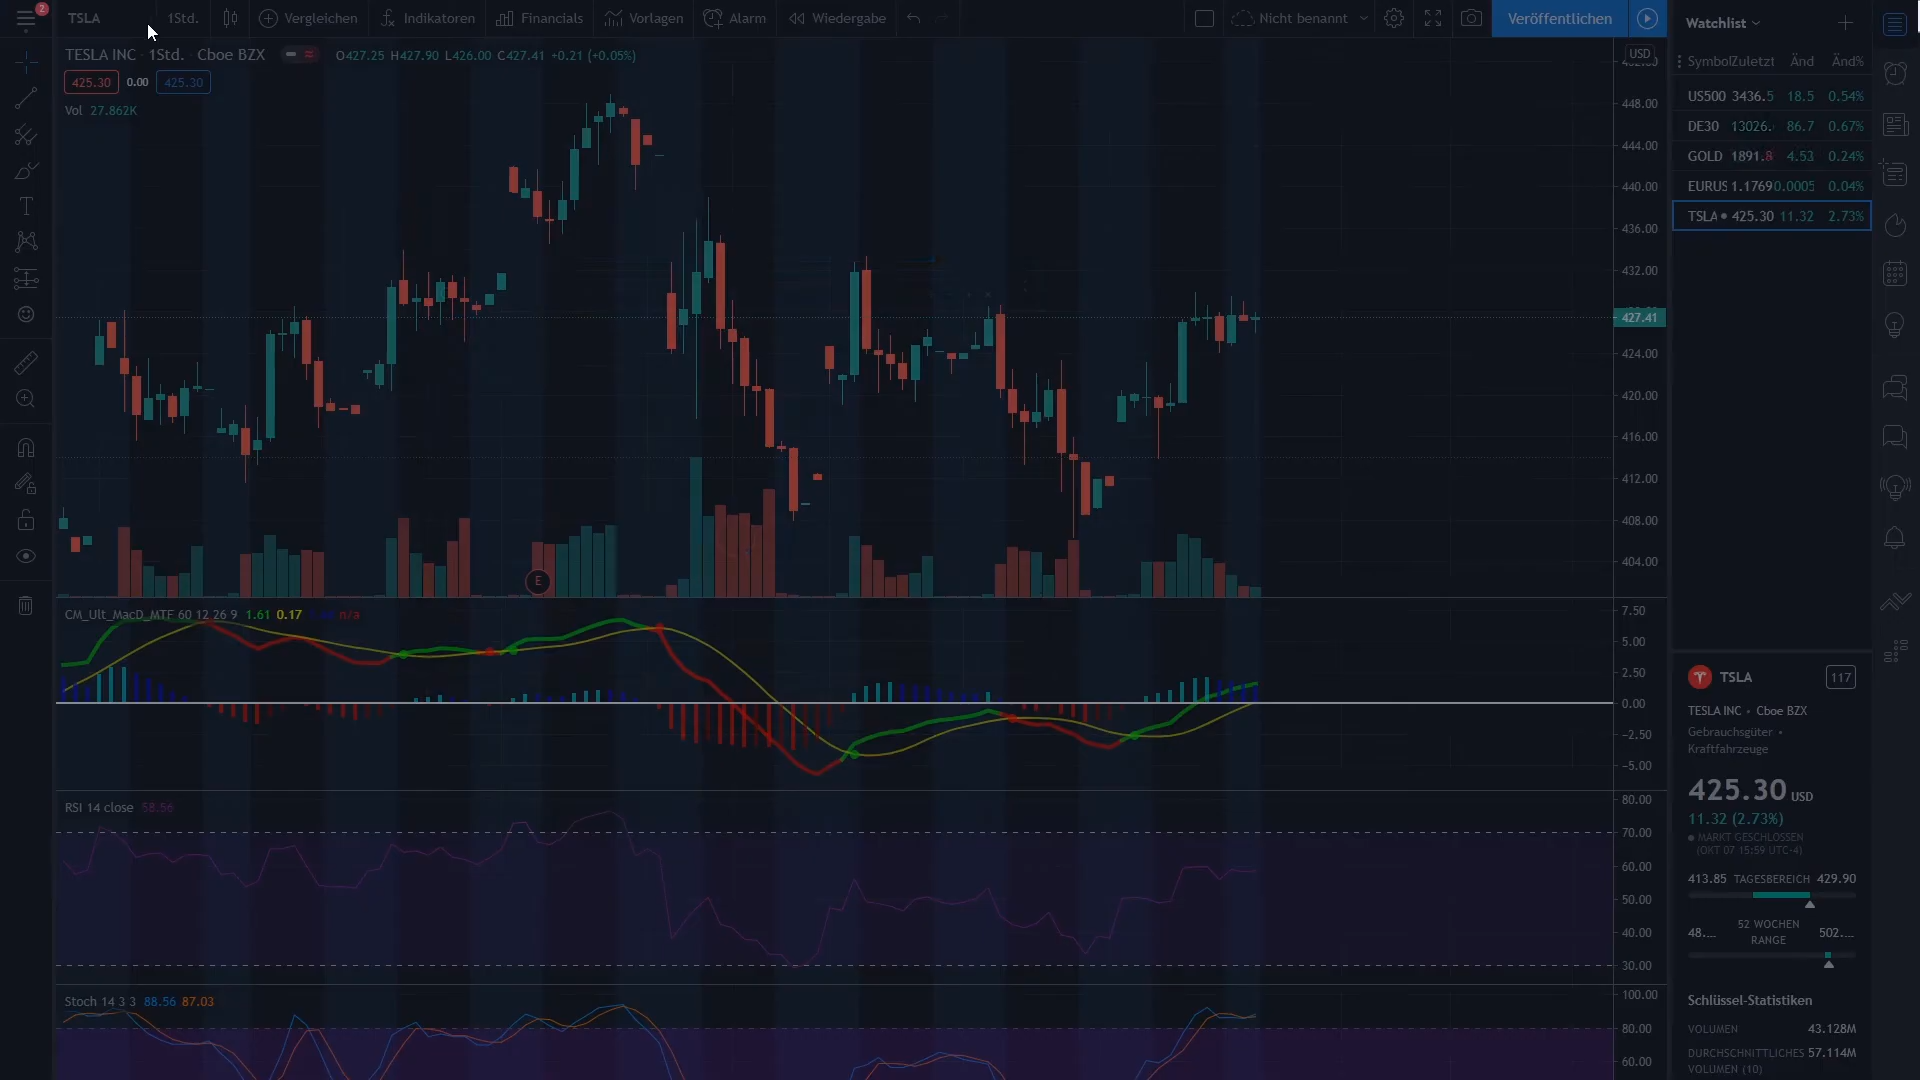 2
TSLA 1Std. Vergleichen Indikatoren Financials Vorlagen Alarm Wiedergabe Nicht benannt Veröffentlichen
TESLA INC · 1Std. · Cboe BZX O427.25 H427.90 L426.00 C427.41 +0.21 (+0.05%)
425.30 0.00 425.30
Vol 27.862K
USD
448.00
444.00
440.00
436.00
432.00
427.41
424.00
420.00
416.00
412.00
408.00
404.00
E
CM_Ult_MacD_MTF 60 12 26 9 1.61 0.17 n/a
7.50
5.00
2.50
0.00
−2.50
−5.00
RSI 14 close 58.56
80.00
70.00
60.00
50.00
40.00
30.00
Stoch 14 3 3 88.56 87.03
100.00
80.00
60.00
Watchlist
Symbol Zuletzt Änd Änd%
US500 3436.5 18.5 0.54%
DE30 13026. 86.7 0.67%
GOLD 1891.8 4.53 0.24%
EURUS 1.1769 0.0005 0.04%
TSLA 425.30 11.32 2.73%
TSLA 117
TESLA INC • Cboe BZX
Gebrauchsgüter •
Kraftfahrzeuge
425.30 USD
11.32 (2.73%)
MARKT GESCHLOSSEN
(OKT 07 15:59 UTC-4)
413.85 TAGESBEREICH 429.90
48.... 52 WOCHEN RANGE 502....
Schlüssel-Statistiken
VOLUMEN 43.128M
DURCHSCHNITTLICHES 57.114M
VOLUMEN (10)